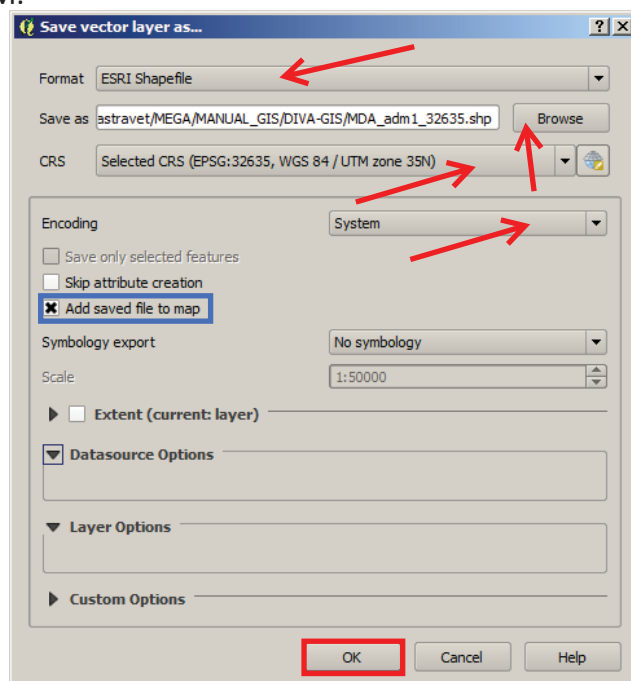 Save vector layer as...
Format ESRI Shapefile
Save as astravet/MEGA/MANUAL_GIS/DIVA-GIS/MDA_adm1_32635.shp Browse
CRS Selected CRS (EPSG:32635, WGS 84 / UTM zone 35N)
Encoding System
Save only selected features
Skip attribute creation
Add saved file to map
Symbology export No symbology
Scale 1:50000
Extent (current: layer)
Datasource Options
Layer Options
Custom Options
OK Cancel Help